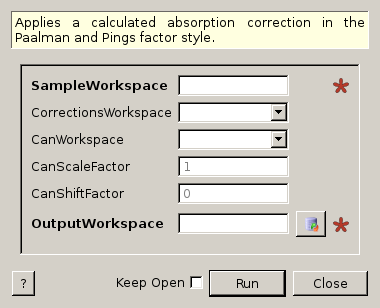 Applies a calculated absorption correction in the
Paalman and Pings factor style.
SampleWorkspace
CorrectionsWorkspace
CanWorkspace
CanScaleFactor 1
CanShiftFactor 0
OutputWorkspace
? Keep Open Run Close